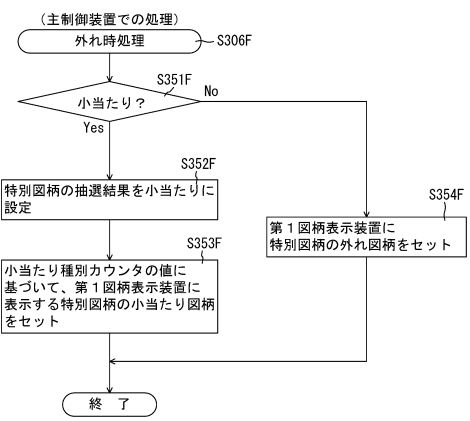 （主制御装置での処理）
外れ時処理
S306F
S351F
小当たり？
No
Yes
S352F
特別図柄の抽選結果を小当たりに
設定
S354F
第１図柄表示装置に
特別図柄の外れ図柄をセット
S353F
小当たり種別カウンタの値に
基づいて、第１図柄表示装置に
表示する特別図柄の小当たり図柄
をセット
終　了